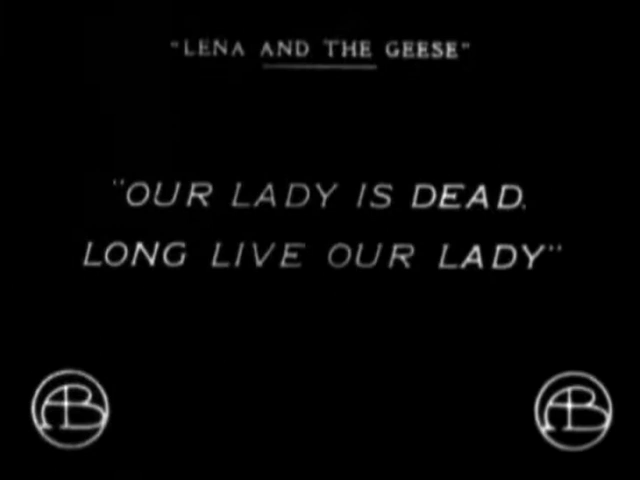 "LENA AND THE GEESE"
"OUR LADY IS DEAD.
LONG LIVE OUR LADY"
AB AB